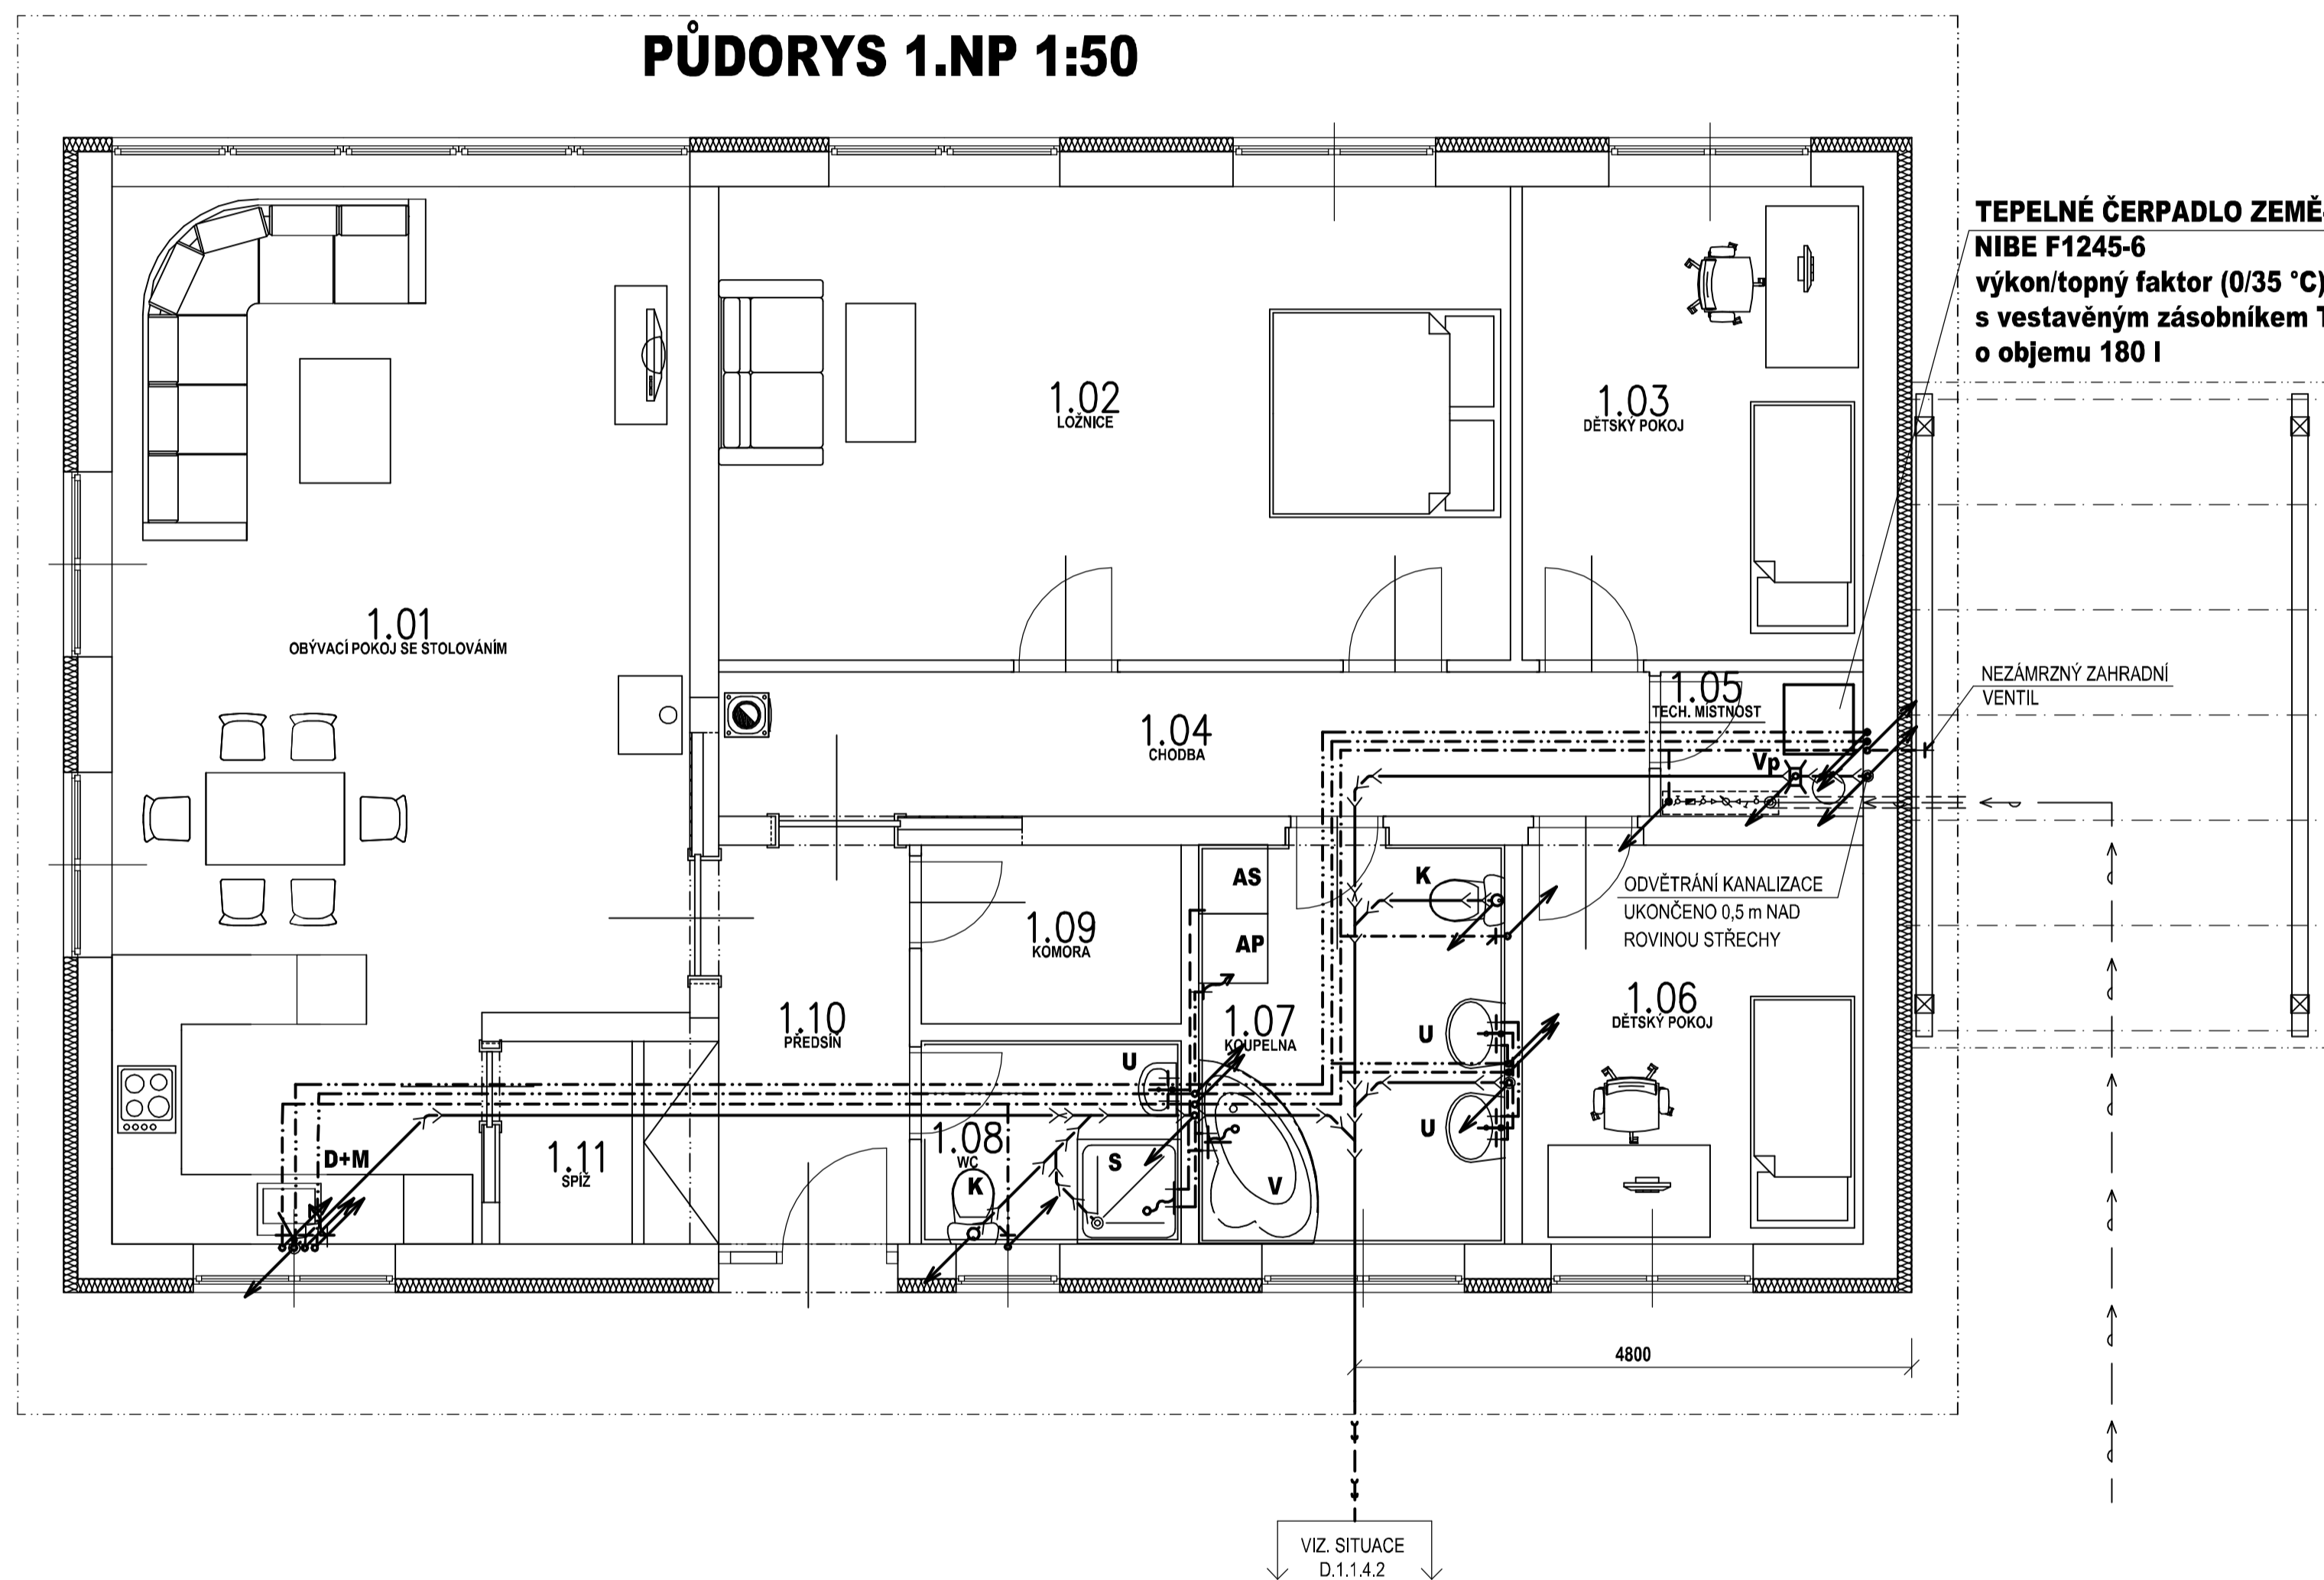 PŮDORYS 1.NP 1:50
TEPELNÉ ČERPADLO ZEMĚ
NIBE F1245-6
výkon/topný faktor (0/35 °C)
s vestavěným zásobníkem T
o objemu 180 l
1.02
LOŽNICE
1.03
DĚTSKÝ POKOJ
1.01
OBÝVACÍ POKOJ SE STOLOVÁNÍM
NEZÁMRZNÝ ZAHRADNÍ
VENTIL
1.05
TECH. MÍSTNOST
1.04
CHODBA
Vp
AS
K
ODVĚTRÁNÍ KANALIZACE
UKONČENO 0,5 m NAD
ROVINOU STŘECHY
1.09
KOMORA
AP
1.10
PŘEDSÍŇ
1.07
KOUPELNA
1.06
DĚTSKÝ POKOJ
U
U
U
1.08
WC
D+M
1.11
SPÍŽ
S
K
V
4800
VIZ. SITUACE
D.1.1.4.2